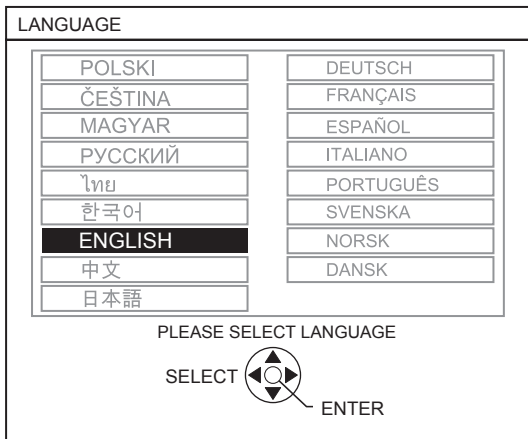 LANGUAGE
POLSKI
ČEŠTINA
MAGYAR
РУССКИЙ
ไทย
한국어
ENGLISH
中文
日本語
DEUTSCH
FRANÇAIS
ESPAÑOL
ITALIANO
PORTUGUÊS
SVENSKA
NORSK
DANSK
PLEASE SELECT LANGUAGE
SELECT
ENTER